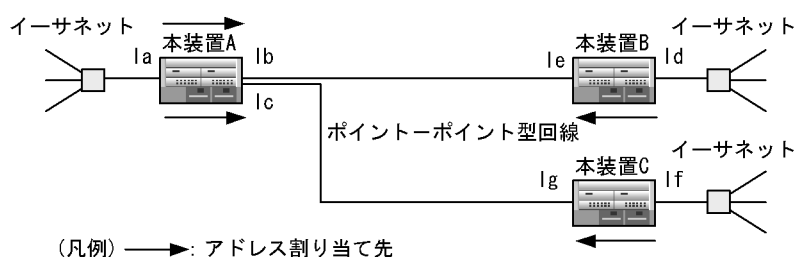 イーサネット
本装置A
Ia
Ib
Ic
本装置B
Ie
Id
イーサネット
ポイントーポイント型回線
本装置C
Ig
If
イーサネット
(凡例) : アドレス割り当て先